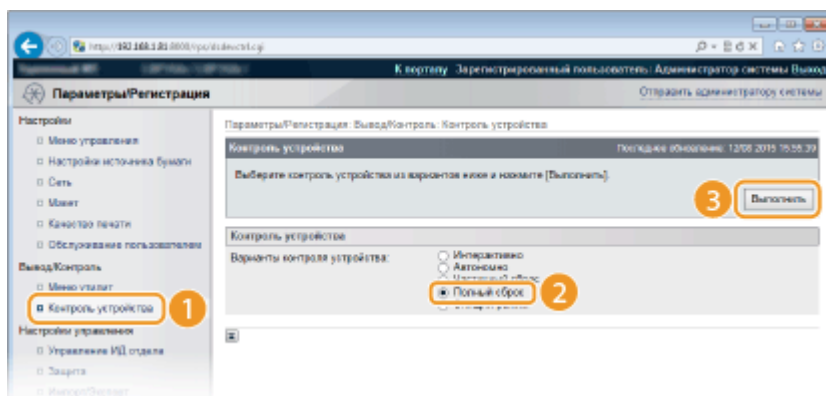 http://192.168.1.81:8000/rps/
К порталу Зарегистрированный пользователь: Администратор системы Выход
Параметры/Регистрация
Отправить администратору системы
Настройки
Меню управления
Настройки источника бумаги
Сеть
Макет
Качество печати
Обслуживание пользователем
Вывод/Контроль
Меню утилит
Контроль устройства
Настройки управления
Управление ИД отдела
Защита
Импорт/Экспорт
Параметры/Регистрация: Вывод/Контроль: Контроль устройства
Контроль устройства
Последнее обновление: 12/08 2015 15:55:39
Выберите контроль устройства из вариантов ниже и нажмите [Выполнить].
3
Выполнить
Контроль устройства
Варианты контроля устройства:
Интерактивно
Автономно
Полный сброс
1
2